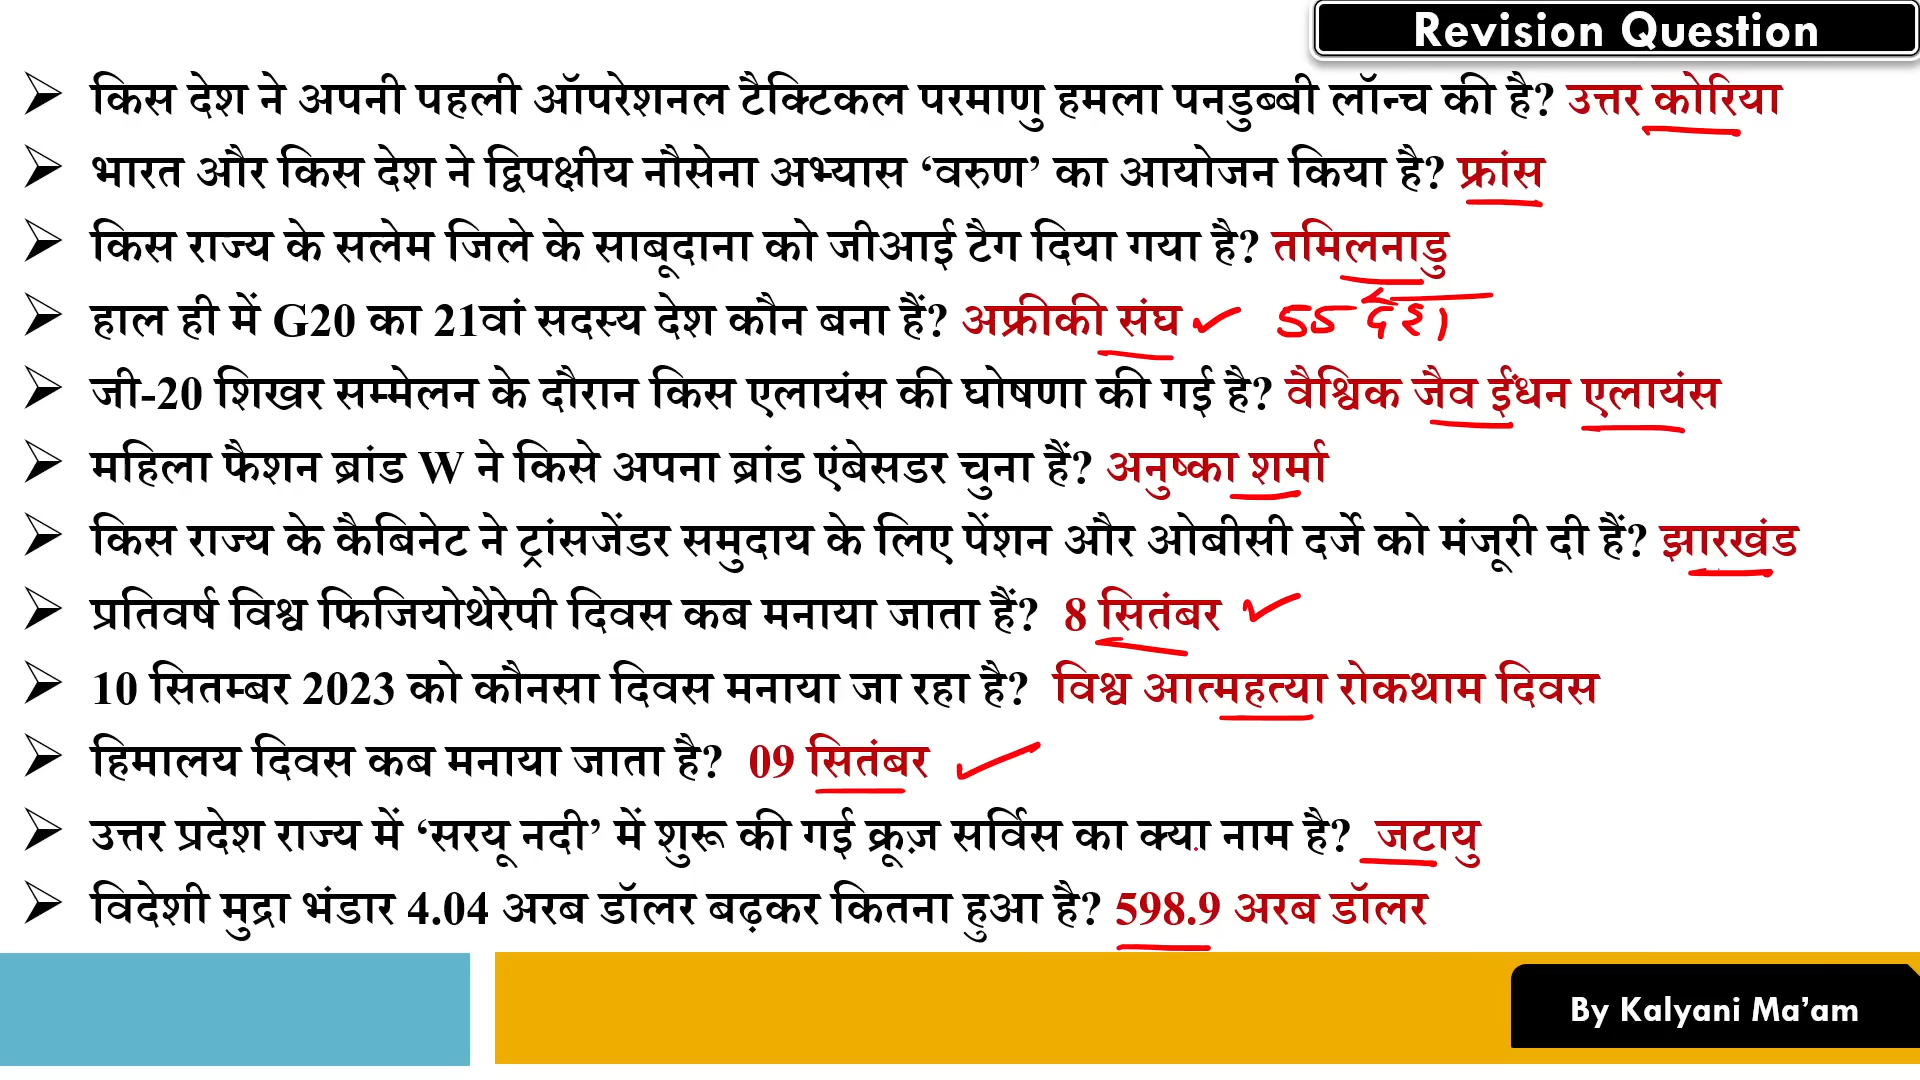 Revision Question
➢ किस देश ने अपनी पहली ऑपरेशनल टैक्टिकल परमाणु हमला पनडुब्बी लॉन्च की है? उत्तर कोरिया
➢ भारत और किस देश ने द्विपक्षीय नौसेना अभ्यास ‘वरुण’ का आयोजन किया है? फ्रांस
➢ किस राज्य के सलेम जिले के साबूदाना को जीआई टैग दिया गया है? तमिलनाडु
➢ हाल ही में G20 का 21वां सदस्य देश कौन बना हैं? अफ्रीकी संघ 55 देश
➢ जी-20 शिखर सम्मेलन के दौरान किस एलायंस की घोषणा की गई है? वैश्विक जैव ईंधन एलायंस
➢ महिला फैशन ब्रांड W ने किसे अपना ब्रांड एंबेसडर चुना हैं? अनुष्का शर्मा
➢ किस राज्य के कैबिनेट ने ट्रांसजेंडर समुदाय के लिए पेंशन और ओबीसी दर्जे को मंजूरी दी हैं? झारखंड
➢ प्रतिवर्ष विश्व फिजियोथेरेपी दिवस कब मनाया जाता हैं? 8 सितंबर
➢ 10 सितम्बर 2023 को कौनसा दिवस मनाया जा रहा है? विश्व आत्महत्या रोकथाम दिवस
➢ हिमालय दिवस कब मनाया जाता है? 09 सितंबर
➢ उत्तर प्रदेश राज्य में ‘सरयू नदी’ में शुरू की गई क्रूज़ सर्विस का क्या नाम है? जटायु
➢ विदेशी मुद्रा भंडार 4.04 अरब डॉलर बढ़कर कितना हुआ है? 598.9 अरब डॉलर
By Kalyani Ma’am